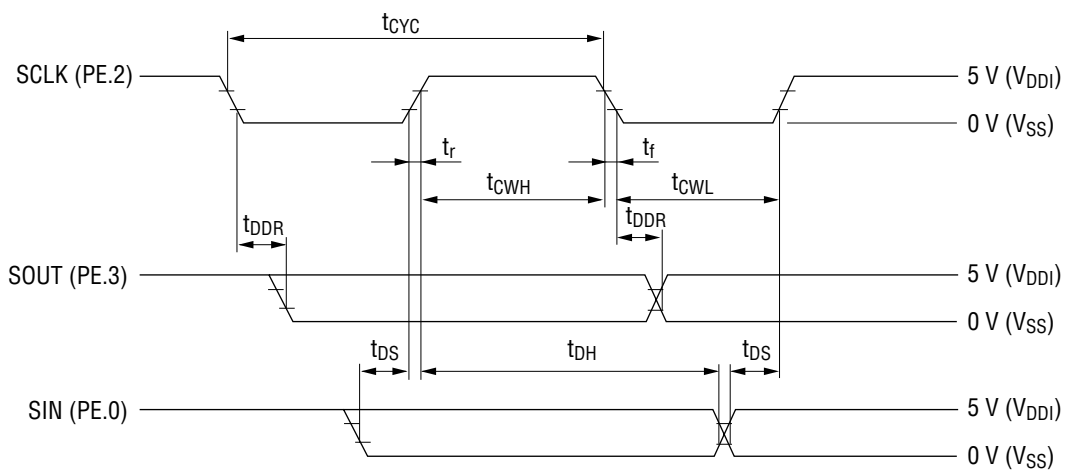 tCYC
SCLK (PE.2)
5 V (VDDI)
0 V (VSS)
tr
tf
tCWH
tCWL
tDDR
tDDR
SOUT (PE.3)
5 V (VDDI)
0 V (VSS)
tDS
tDH
tDS
SIN (PE.0)
5 V (VDDI)
0 V (VSS)